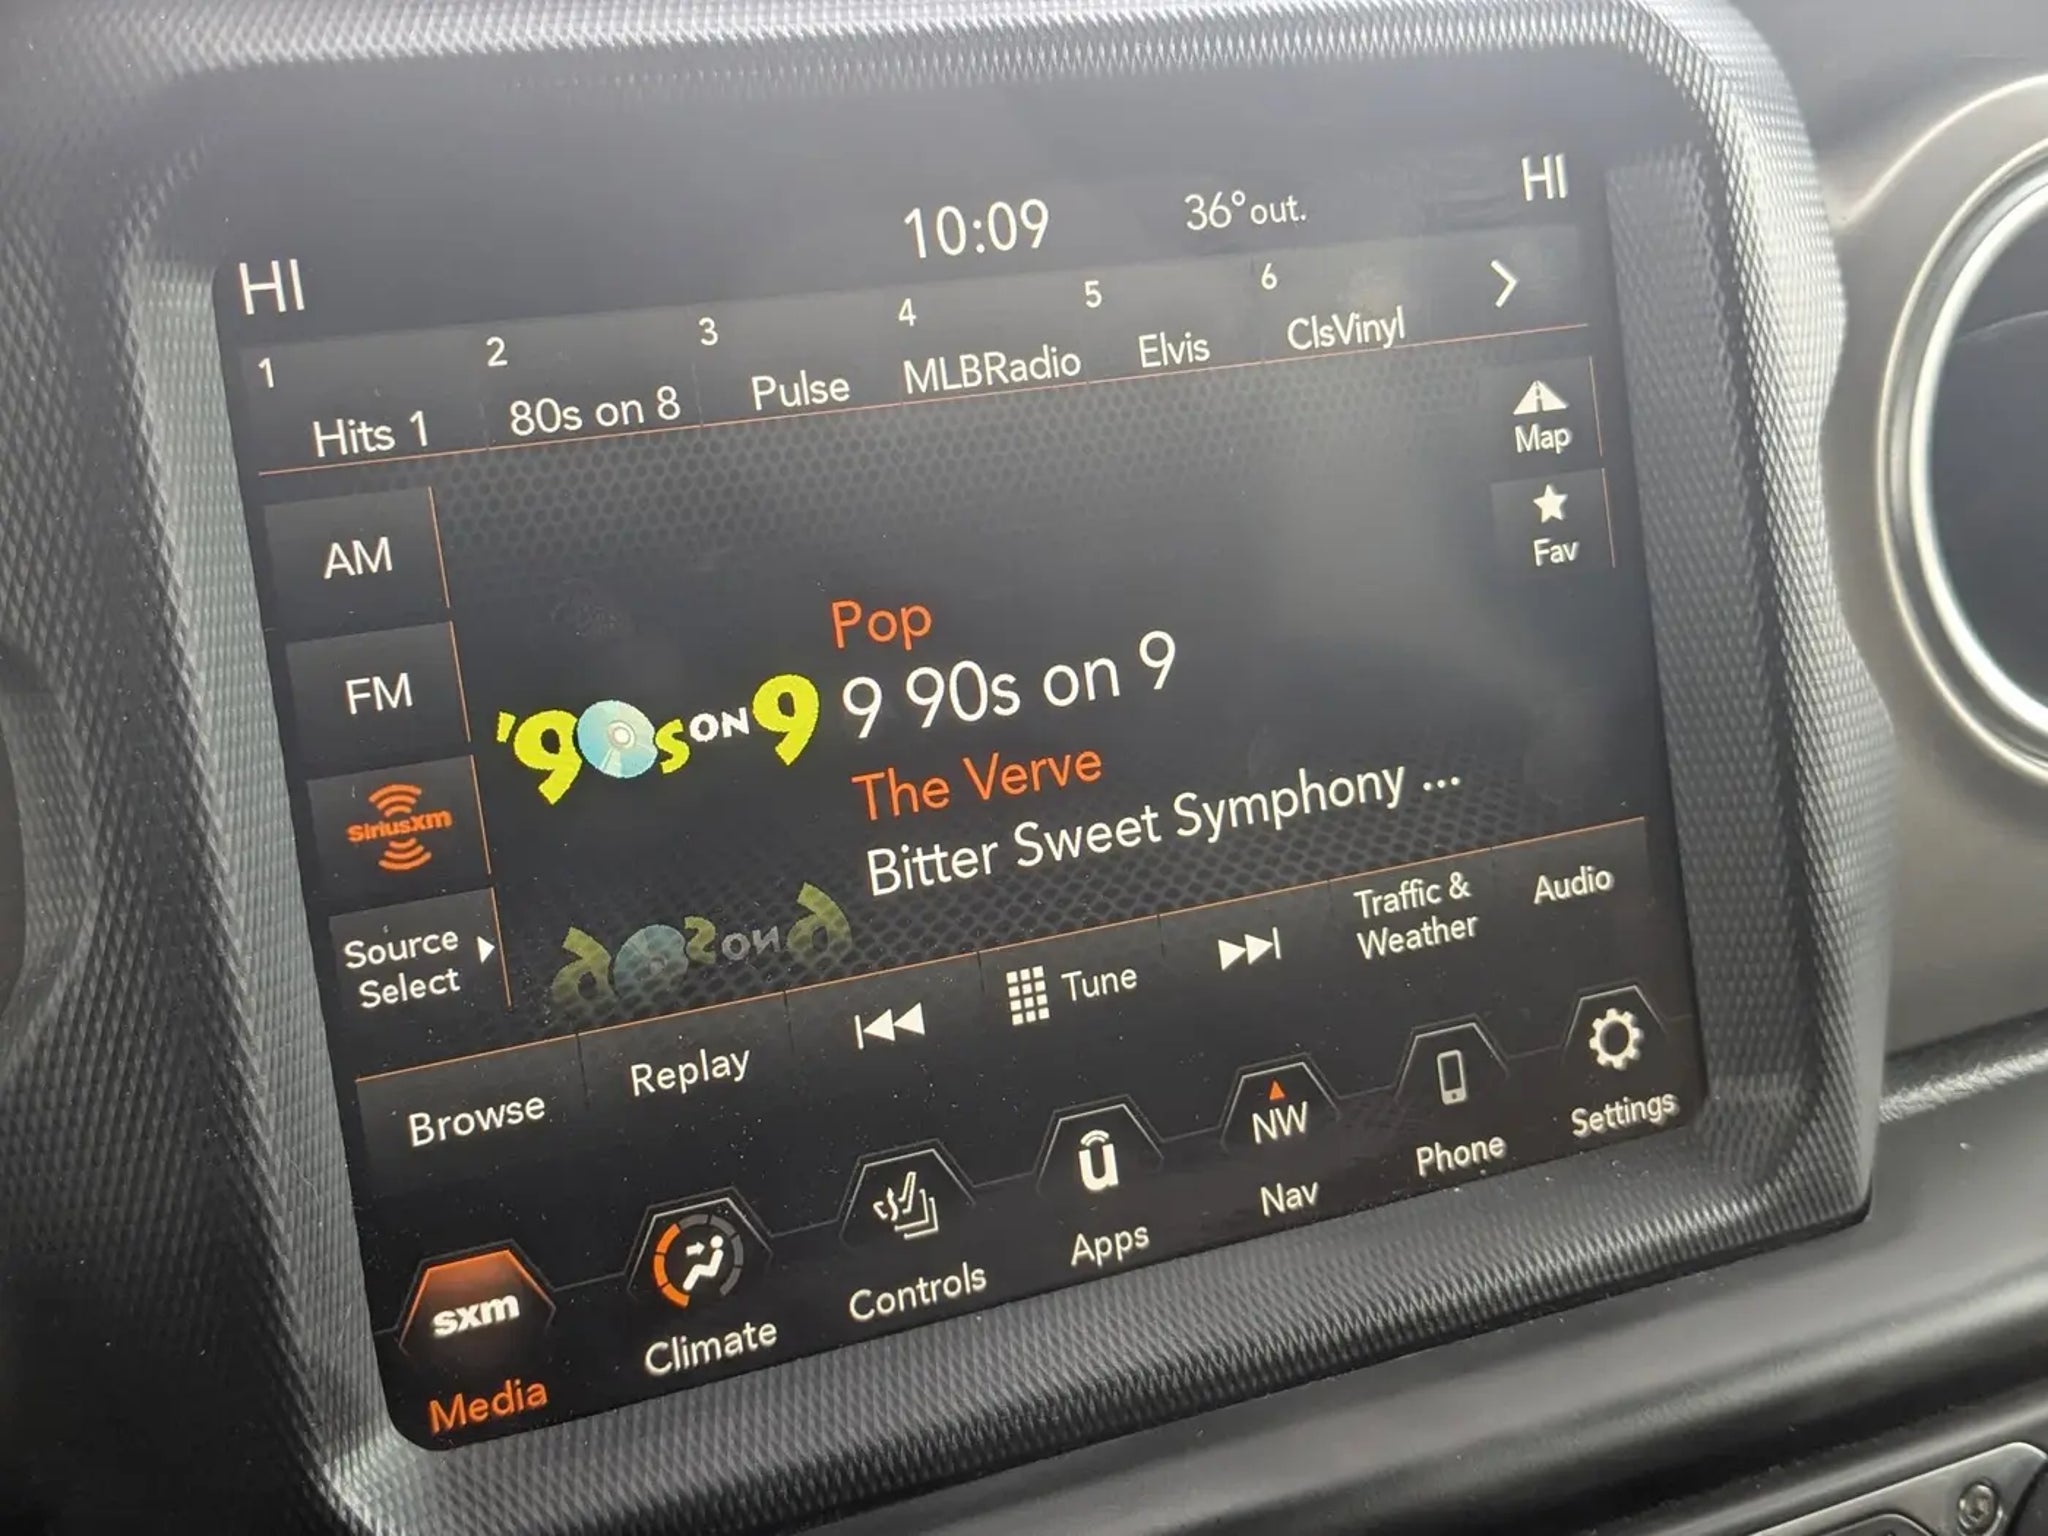 HI
10:09
36°out.
HI
1 Hits 1
2 80s on 8
3 Pulse
4 MLBRadio
5 Elvis
6 ClsVinyl
Map
Fav
AM
FM
siriusxm
Source
Select
Pop
'90s ON 9
9 90s on 9
The Verve
Bitter Sweet Symphony ...
Browse
Replay
Tune
Traffic &
Weather
Audio
sxm
Media
Climate
Controls
u
Apps
NW
Nav
Phone
Settings